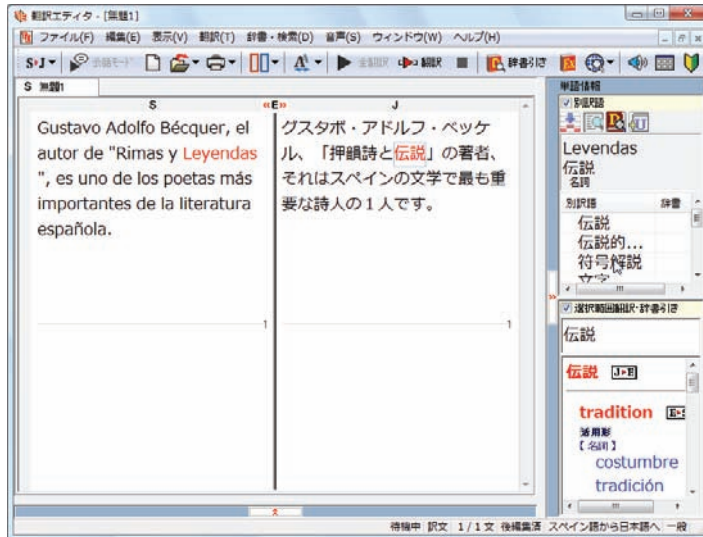 翻訳エディタ - [無題1]
ファイル(F) 編集(E) 表示(V) 翻訳(T) 辞書・検索(D) 音声(S) ウィンドウ(W) ヘルプ(H)
S›J 会話モード 全翻訳 翻訳 辞書引き
S 無題1
S «E» J
Gustavo Adolfo Bécquer, el
autor de "Rimas y Leyendas
", es uno de los poetas más
importantes de la literatura
española.
1
グスタボ・アドルフ・ベッケ
ル、「押韻詩と伝説」の著者、
それはスペインの文学で最も重
要な詩人の１人です。
1
単語情報
別訳語
Levendas
伝説
名詞
別訳語 辞書
伝説
伝説的...
符号解説
文字
選択範囲翻訳・辞書引き
伝説
伝説 J▸E
tradition
活用形
【名詞】
costumbre
tradición
待機中 訳文 1/1文 後編集済 スペイン語から日本語へ 一般